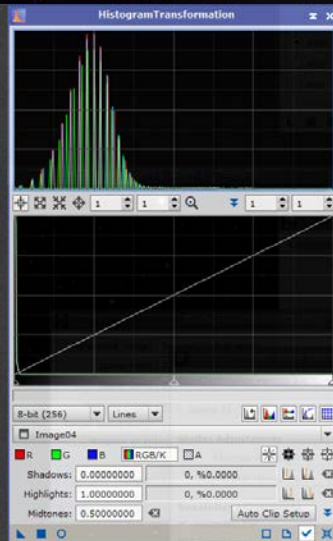 HistogramTransformation
1 1 1 1
8-bit (256) Lines
Image04
R G B RGB/K A
Shadows: 0.00000000 0, %0.0000
Highlights: 1.00000000 0, %0.0000
Midtones: 0.50000000 Auto Clip Setup